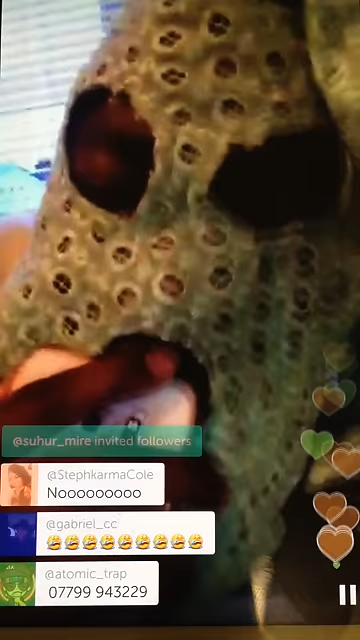 @suhur_mire invited followers
@StephkarmaCole
Nooooooooo
@gabriel_cc
😂😂😂😂😂😂😂😂😂
@atomic_trap
07799 943229